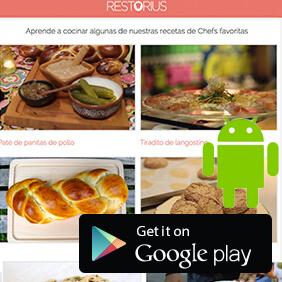 RESTORIUS
Aprende a cocinar algunas de nuestras recetas de Chefs favoritas
Paté de panitas de pollo
Tiradito de langostino
Get it on
Google play